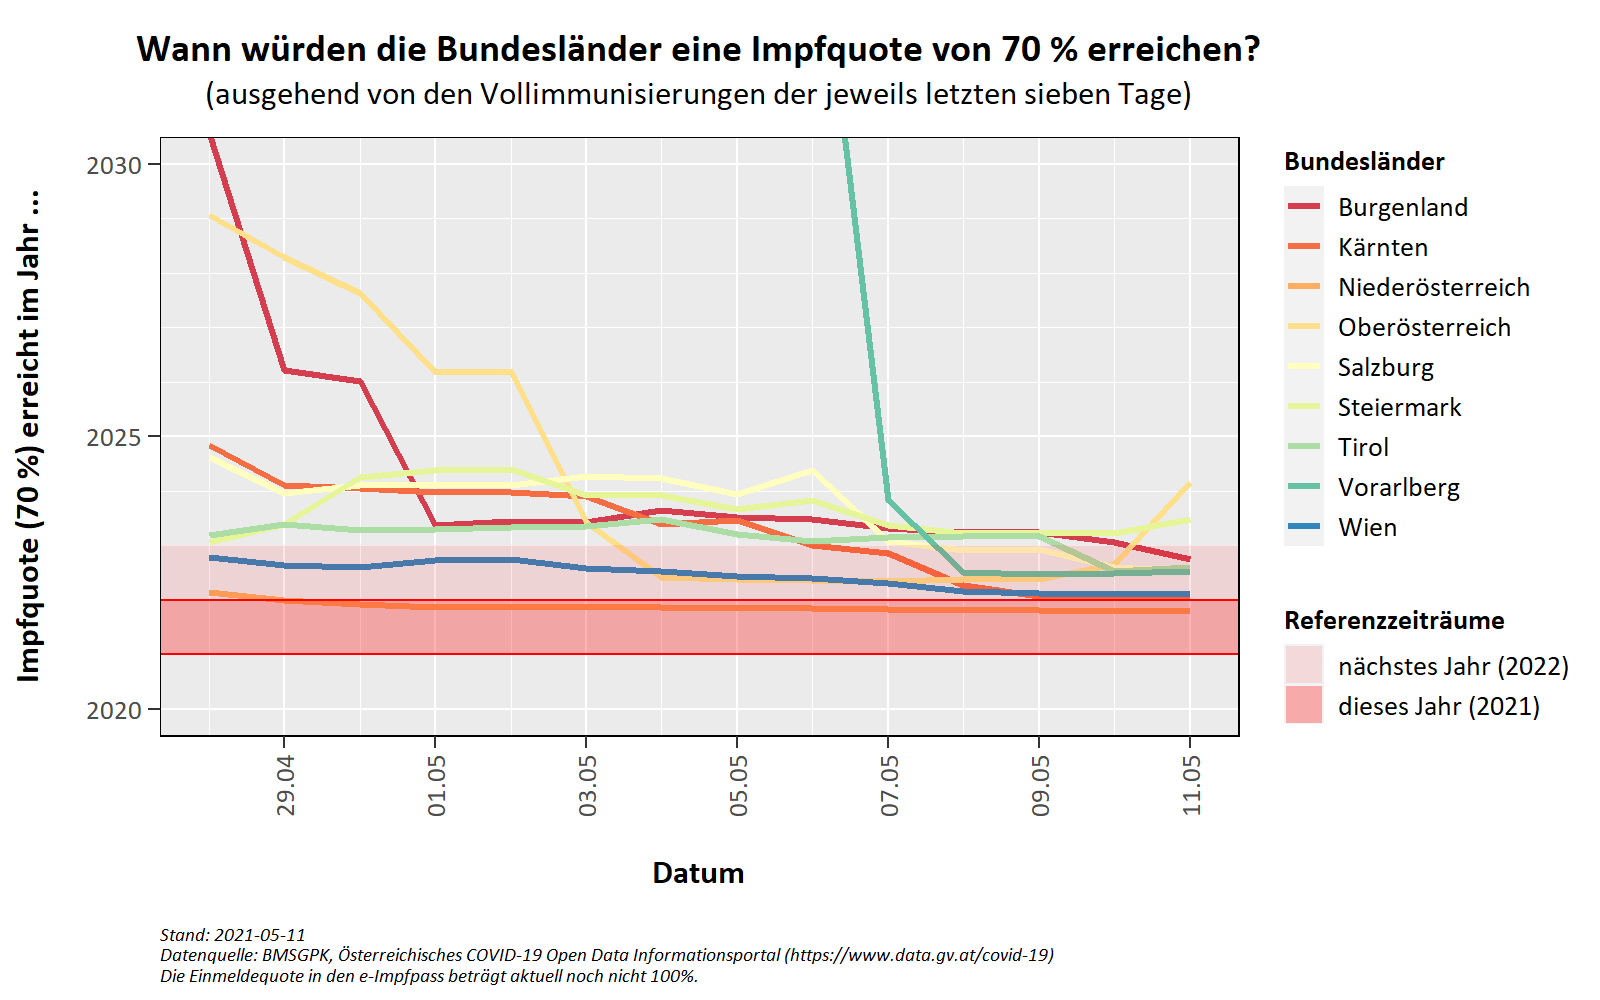 Wann würden die Bundesländer eine Impfquote von 70 % erreichen?
(ausgehend von den Vollimmunisierungen der jeweils letzten sieben Tage)
Impfquote (70 %) erreicht im Jahr ...
2030
2025
2020
29.04
01.05
03.05
05.05
07.05
09.05
11.05
Datum
Bundesländer
Burgenland
Kärnten
Niederösterreich
Oberösterreich
Salzburg
Steiermark
Tirol
Vorarlberg
Wien
Referenzzeiträume
nächstes Jahr (2022)
dieses Jahr (2021)
Stand: 2021-05-11
Datenquelle: BMSGPK, Österreichisches COVID-19 Open Data Informationsportal (https://www.data.gv.at/covid-19)
Die Einmeldequote in den e-Impfpass beträgt aktuell noch nicht 100%.